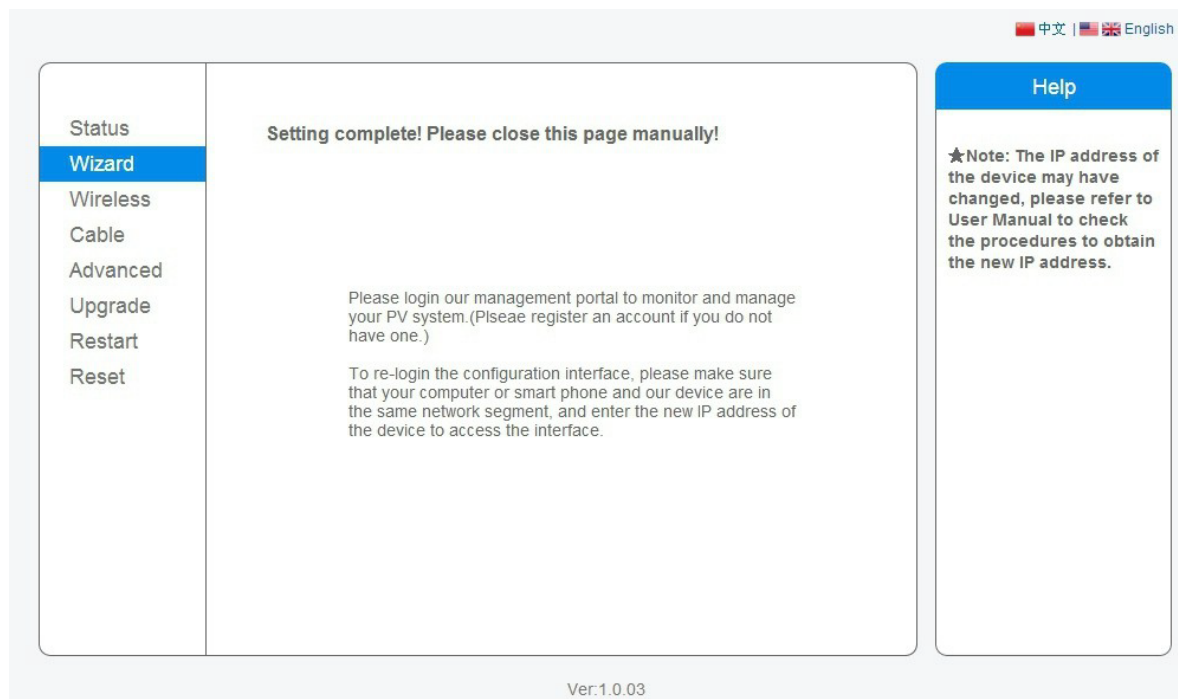 中文 | English
Help
Status
Wizard
Wireless
Cable
Advanced
Upgrade
Restart
Reset
Setting complete! Please close this page manually!
Please login our management portal to monitor and manage
your PV system.(Plseae register an account if you do not
have one.)
To re-login the configuration interface, please make sure
that your computer or smart phone and our device are in
the same network segment, and enter the new IP address of
the device to access the interface.
★Note: The IP address of
the device may have
changed, please refer to
User Manual to check
the procedures to obtain
the new IP address.
Ver:1.0.03